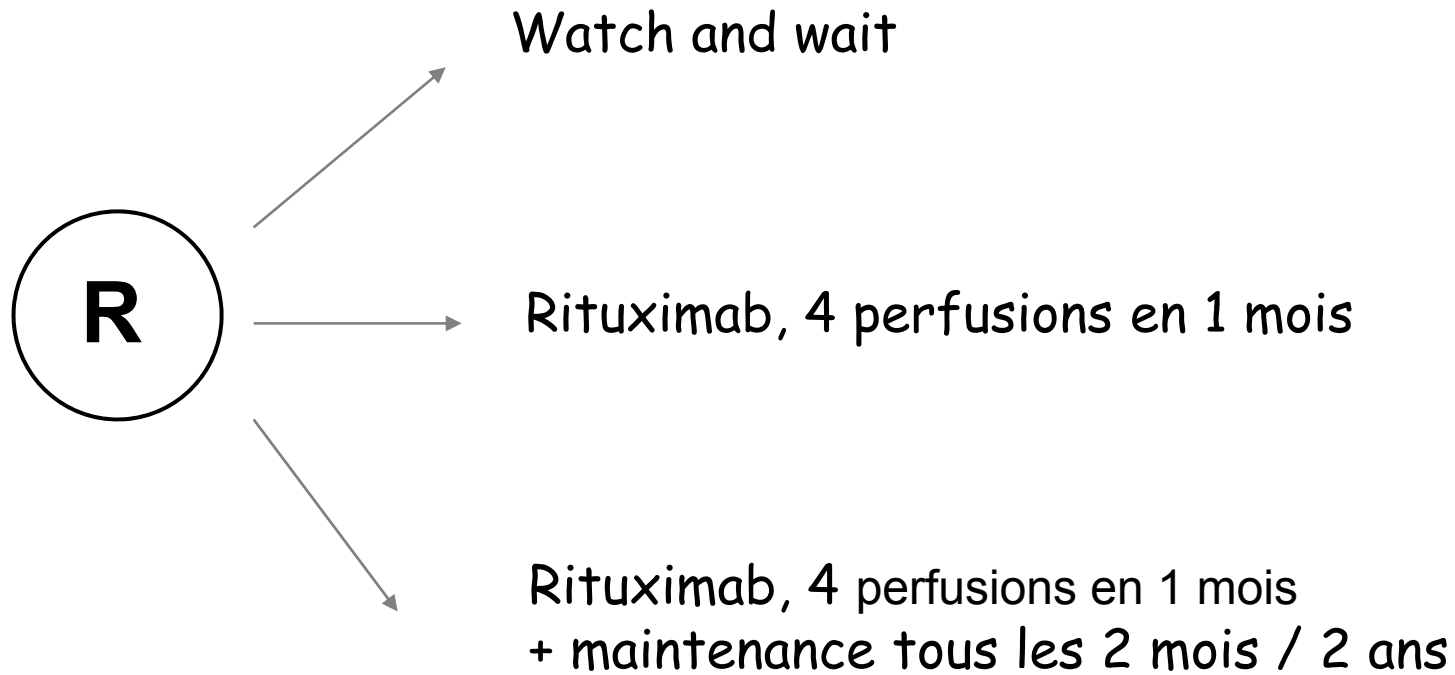 Watch and wait
R
Rituximab, 4 perfusions en 1 mois
Rituximab, 4 perfusions en 1 mois
+ maintenance tous les 2 mois / 2 ans